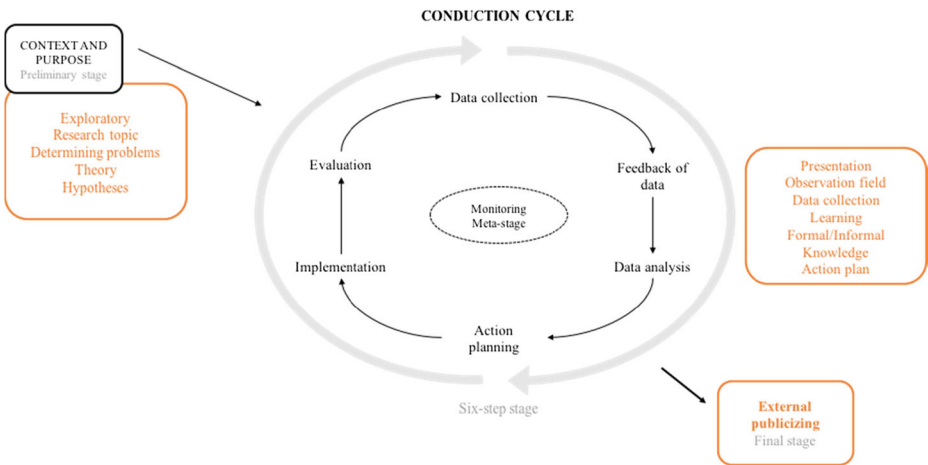 CONDUCTION CYCLE
CONTEXT AND
PURPOSE
Preliminary stage
Exploratory
Research topic
Determining problems
Theory
Hypotheses
Data collection
Feedback of
data
Data analysis
Action
planning
Implementation
Evaluation
Monitoring
Meta-stage
Six-step stage
Presentation
Observation field
Data collection
Learning
Formal/Informal
Knowledge
Action plan
External
publicizing
Final stage